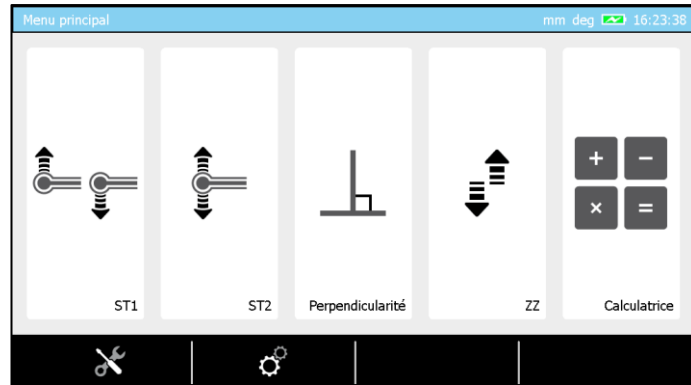 Menu principal
mm deg 16:23:38
+ −
× =
ST1
ST2
Perpendicularité
ZZ
Calculatrice